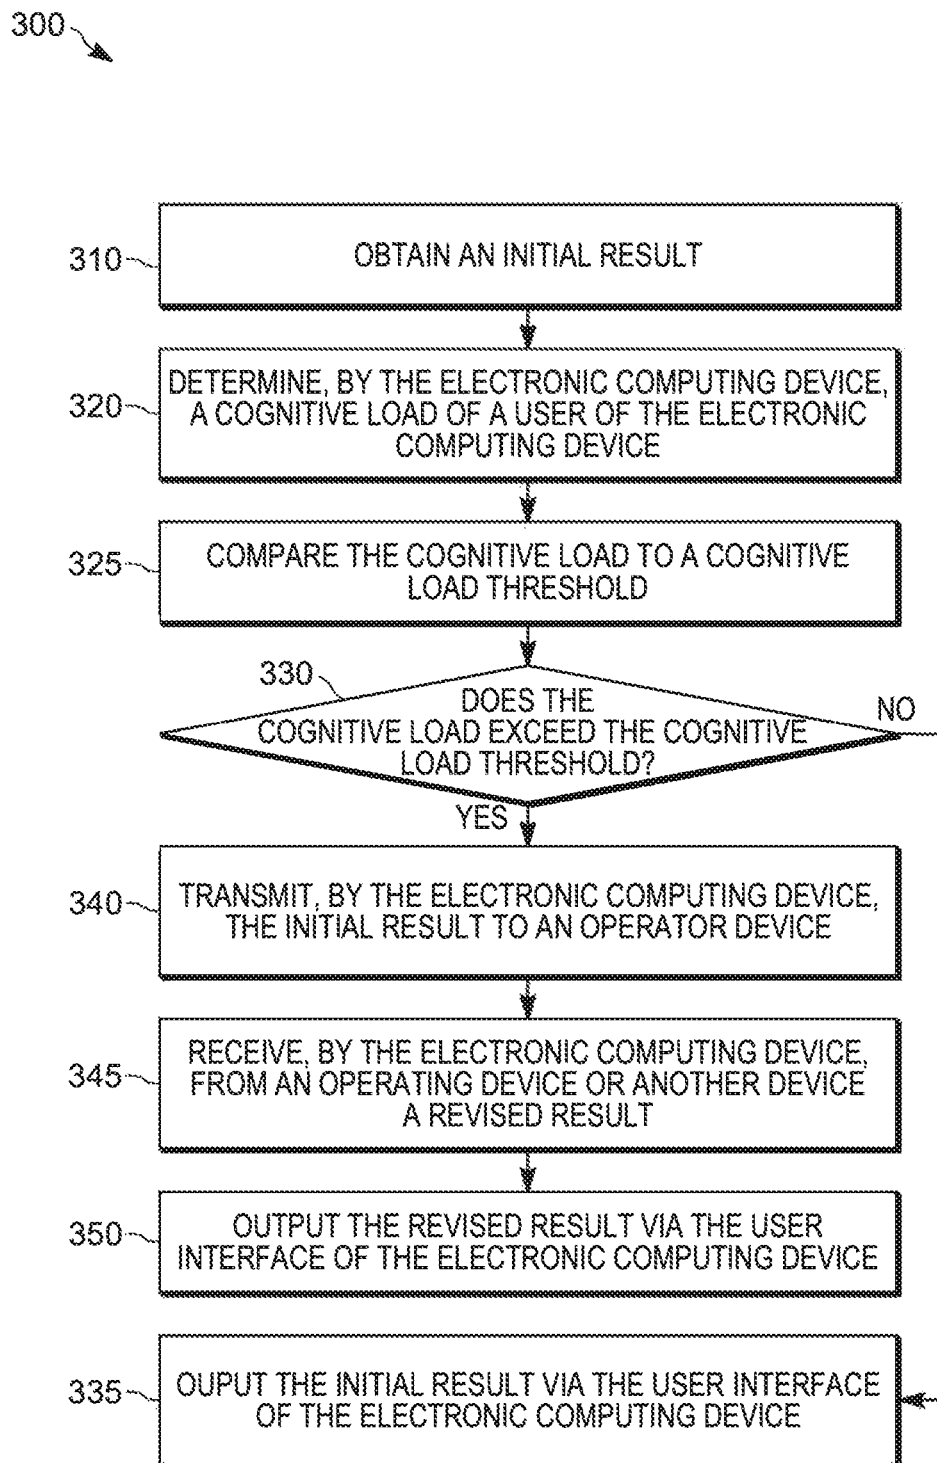 300
310
OBTAIN AN INITIAL RESULT
320
DETERMINE, BY THE ELECTRONIC COMPUTING DEVICE,
A COGNITIVE LOAD OF A USER OF THE ELECTRONIC
COMPUTING DEVICE
325
COMPARE THE COGNITIVE LOAD TO A COGNITIVE
LOAD THRESHOLD
330
DOES THE
COGNITIVE LOAD EXCEED THE COGNITIVE
LOAD THRESHOLD?
NO
YES
340
TRANSMIT, BY THE ELECTRONIC COMPUTING DEVICE,
THE INITIAL RESULT TO AN OPERATOR DEVICE
345
RECEIVE, BY THE ELECTRONIC COMPUTING DEVICE,
FROM AN OPERATING DEVICE OR ANOTHER DEVICE
A REVISED RESULT
350
OUTPUT THE REVISED RESULT VIA THE USER
INTERFACE OF THE ELECTRONIC COMPUTING DEVICE
335
OUPUT THE INITIAL RESULT VIA THE USER INTERFACE
OF THE ELECTRONIC COMPUTING DEVICE